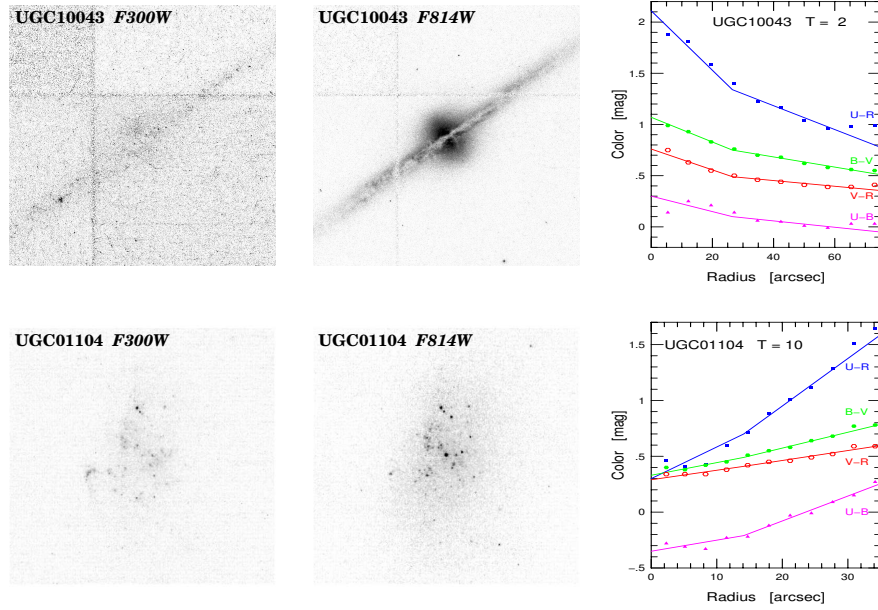 UGC10043 F300W
UGC10043 F814W
UGC10043 T = 2
Color [mag]
2
1.5
1
.5
0
U−R
B−V
V−R
U−B
0 20 40 60
Radius [arcsec]
UGC01104 F300W
UGC01104 F814W
UGC01104 T = 10
Color [mag]
1.5
1
.5
0
−.5
U−R
B−V
V−R
U−B
0 10 20 30
Radius [arcsec]